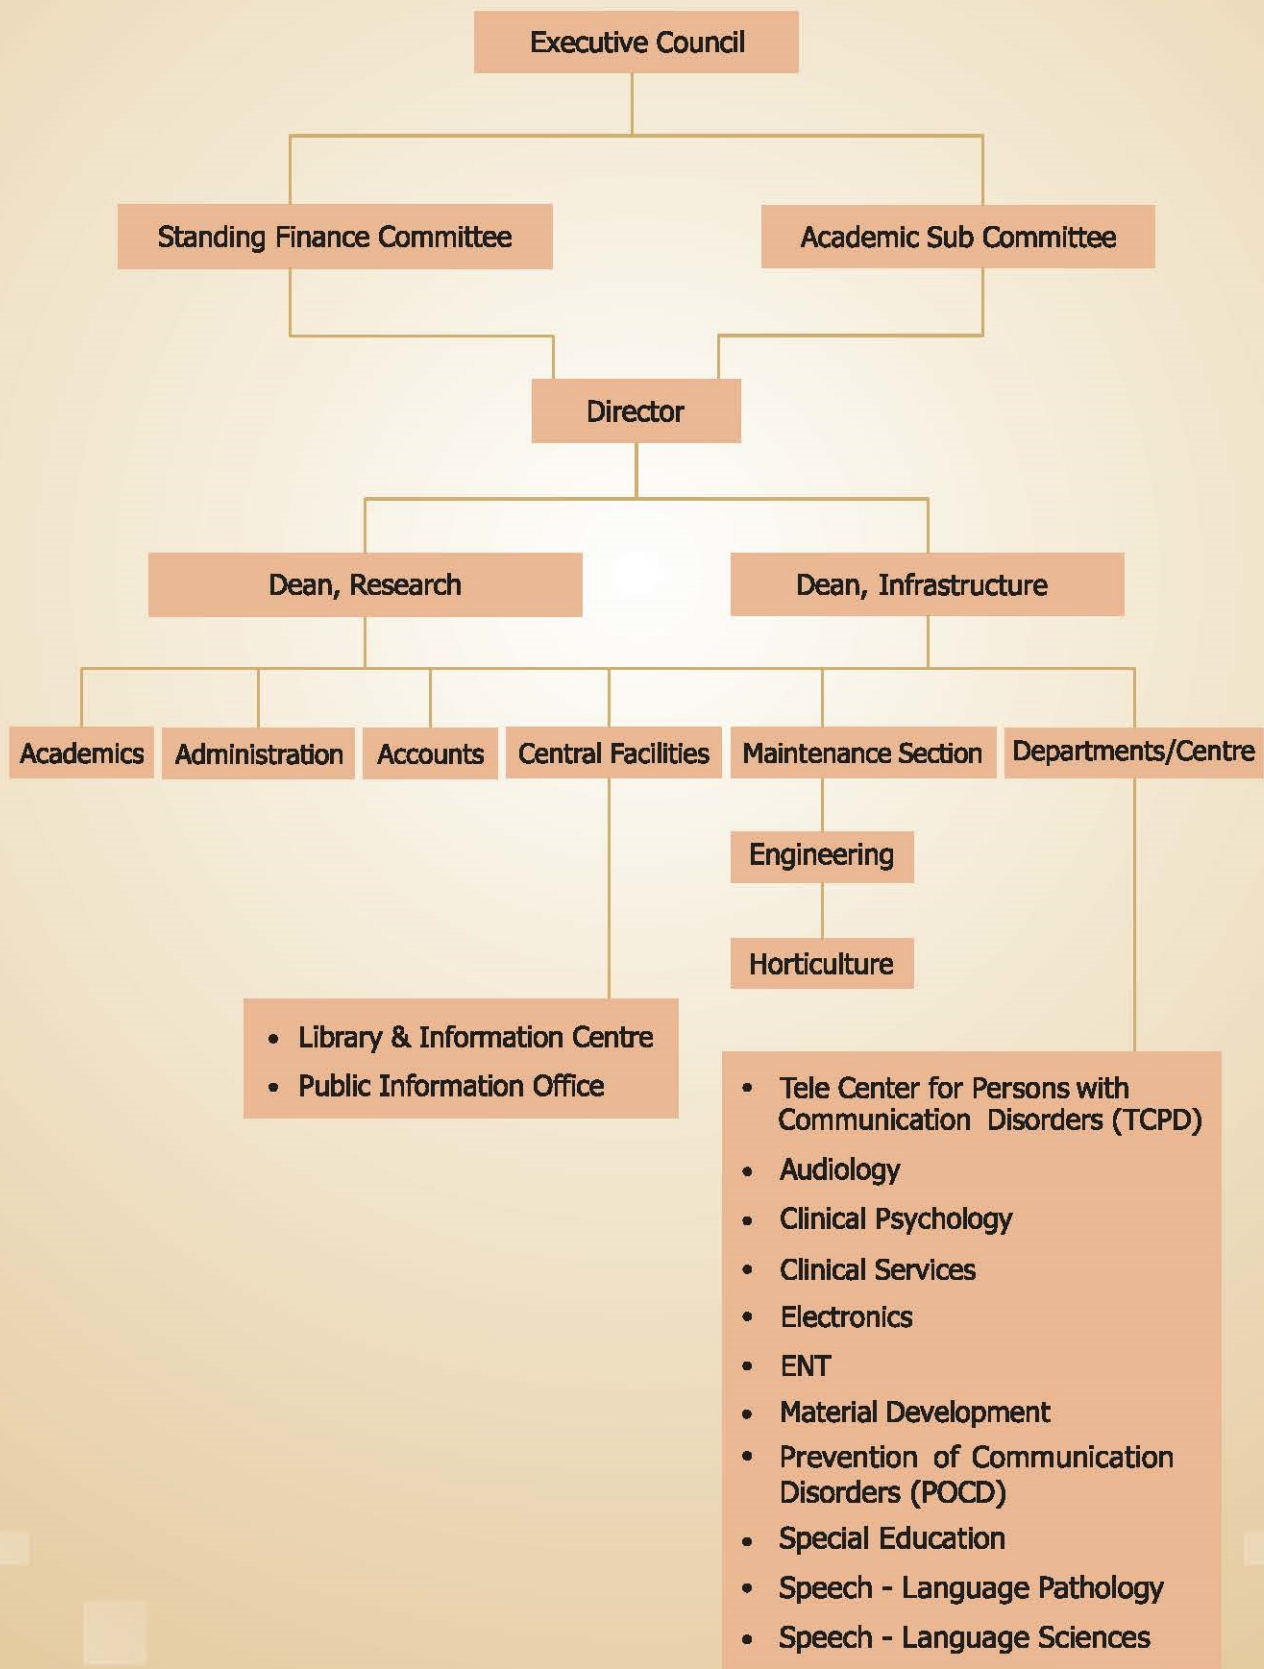 Executive Council
Standing Finance Committee
Academic Sub Committee
Director
Dean, Research
Dean, Infrastructure
Academics
Administration
Accounts
Central Facilities
Maintenance Section
Departments/Centre
Engineering
Horticulture
• Library & Information Centre
• Public Information Office
• Tele Center for Persons with
Communication Disorders (TCPD)
• Audiology
• Clinical Psychology
• Clinical Services
• Electronics
• ENT
• Material Development
• Prevention of Communication
Disorders (POCD)
• Special Education
• Speech - Language Pathology
• Speech - Language Sciences